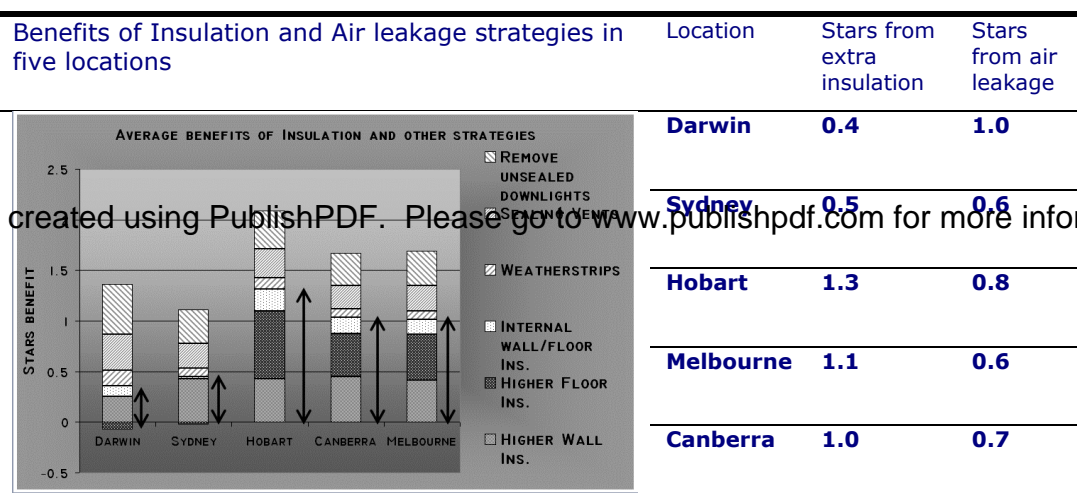 Benefits of Insulation and Air leakage strategies in
five locations
Location
Stars from
extra
insulation
Stars
from air
leakage
AVERAGE BENEFITS OF INSULATION AND OTHER STRATEGIES
STARS BENEFIT
2.5
1.5
1
0.5
0
-0.5
DARWIN SYDNEY HOBART CANBERRA MELBOURNE
REMOVE
UNSEALED
DOWNLIGHTS
SEALING VENTS
WEATHERSTRIPS
INTERNAL
WALL/FLOOR
INS.
HIGHER FLOOR
INS.
HIGHER WALL
INS.
Darwin 0.4 1.0
created using PublishPDF. Please go to www.publishpdf.com for more infor
Sydney 0.5 0.6
Hobart 1.3 0.8
Melbourne 1.1 0.6
Canberra 1.0 0.7